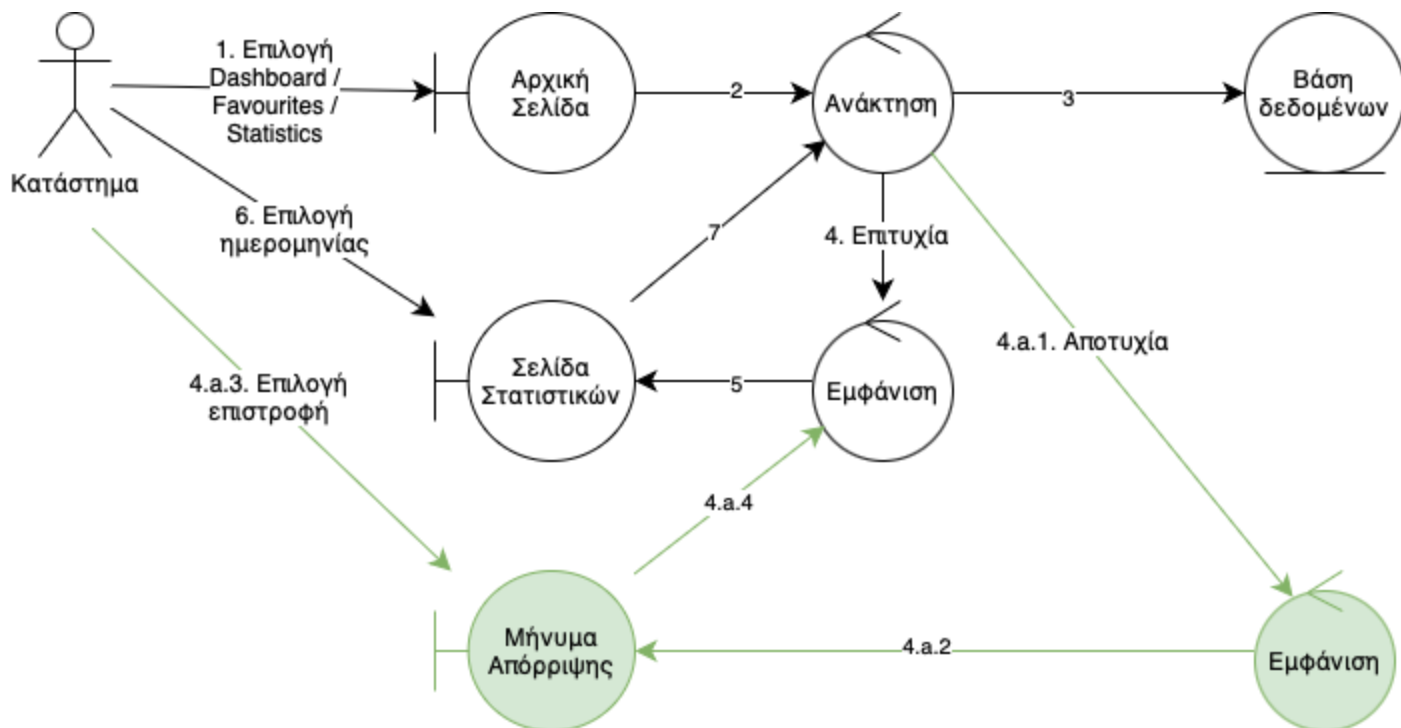 1. Επιλογή
Dashboard /
Favourites /
Statistics
Αρχική
Σελίδα
2
Ανάκτηση
3
Βάση
δεδομένων
Κατάστημα
6. Επιλογή
ημερομηνίας
7
4. Επιτυχία
4.a.1. Αποτυχία
4.a.3. Επιλογή
επιστροφή
Σελίδα
Στατιστικών
5
Εμφάνιση
4.a.4
Μήνυμα
Απόρριψης
4.a.2
Εμφάνιση